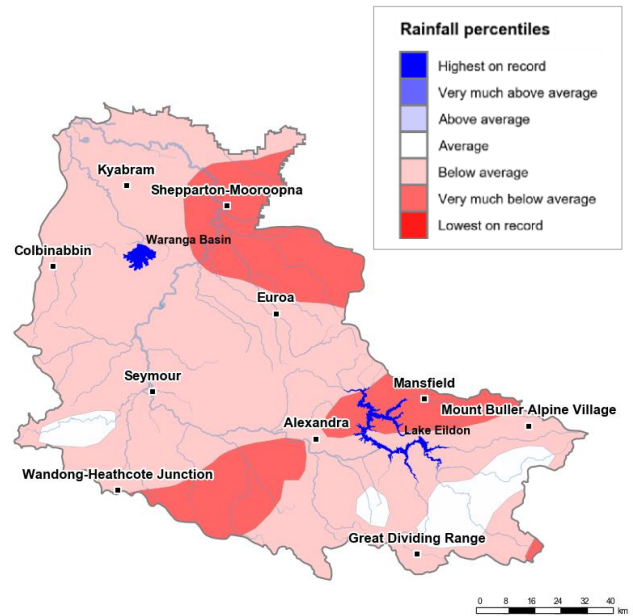 Rainfall percentiles
Highest on record
Very much above average
Above average
Average
Below average
Very much below average
Lowest on record
Kyabram
Shepparton-Mooroopna
Waranga Basin
Colbinabbin
Euroa
Seymour
Mansfield
Mount Buller Alpine Village
Alexandra
Lake Eildon
Wandong-Heathcote Junction
Great Dividing Range
0 8 16 24 32 40
km